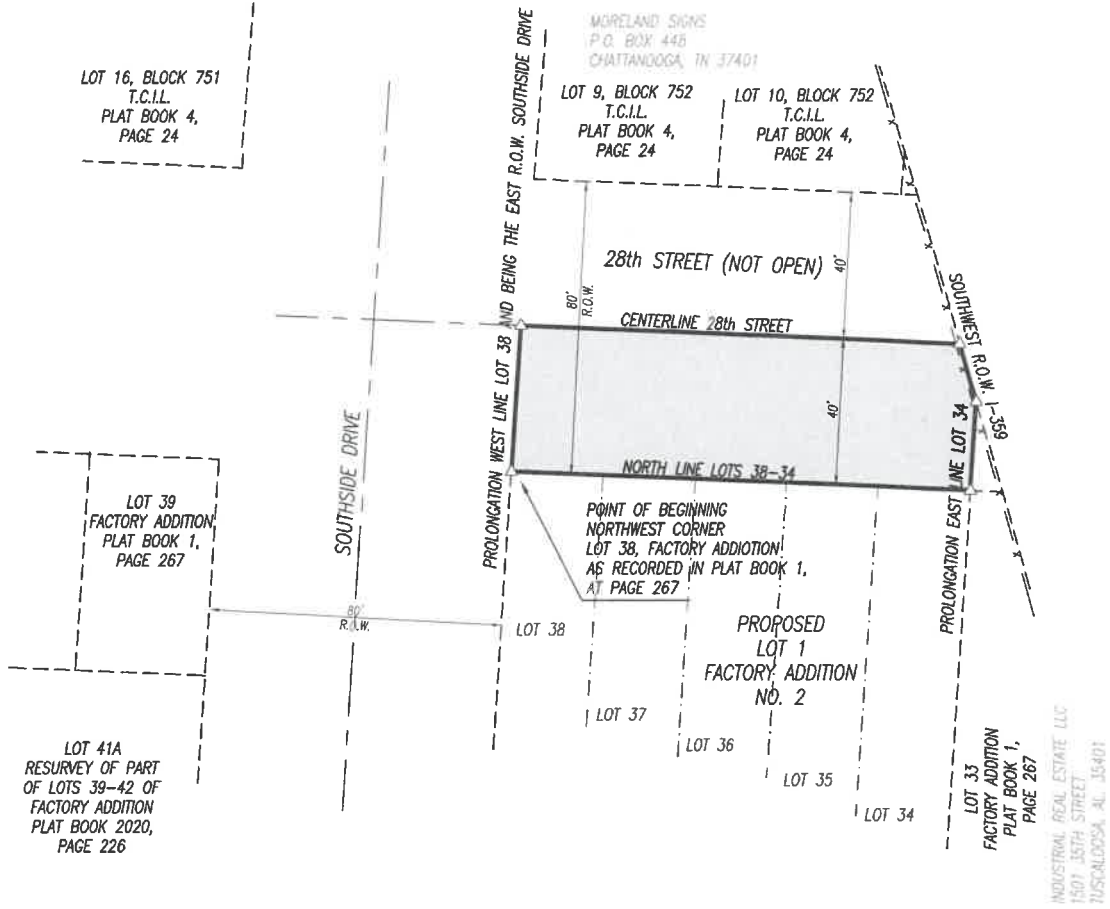 MORELAND SIGNS
P.O. BOX 448
CHATTANOOGA, TN 37401
LOT 16, BLOCK 751
T.C.I.L.
PLAT BOOK 4,
PAGE 24
LOT 9, BLOCK 752
T.C.I.L.
PLAT BOOK 4,
PAGE 24
LOT 10, BLOCK 752
T.C.I.L.
PLAT BOOK 4,
PAGE 24
PROLONGATION WEST LINE LOT 38 AND BEING THE EAST R.O.W. SOUTHSIDE DRIVE
28th STREET (NOT OPEN)
40'
80'
R.O.W.
CENTERLINE 28th STREET
SOUTHWEST R.O.W. I-359
40'
NORTH LINE LOTS 38-34
PROLONGATION EAST LINE LOT 34
SOUTHSIDE DRIVE
LOT 39
FACTORY ADDITION
PLAT BOOK 1,
PAGE 267
POINT OF BEGINNING
NORTHWEST CORNER
LOT 38, FACTORY ADDIOTION
AS RECORDED IN PLAT BOOK 1,
AT PAGE 267
80'
R.O.W.
LOT 38
PROPOSED
LOT 1
FACTORY ADDITION
NO. 2
LOT 37
LOT 36
LOT 35
LOT 34
LOT 41A
RESURVEY OF PART
OF LOTS 39-42 OF
FACTORY ADDITION
PLAT BOOK 2020,
PAGE 226
LOT 33
FACTORY ADDITION
PLAT BOOK 1,
PAGE 267
INDUSTRIAL REAL ESTATE LLC
1501 35TH STREET
TUSCALOOSA, AL. 35401